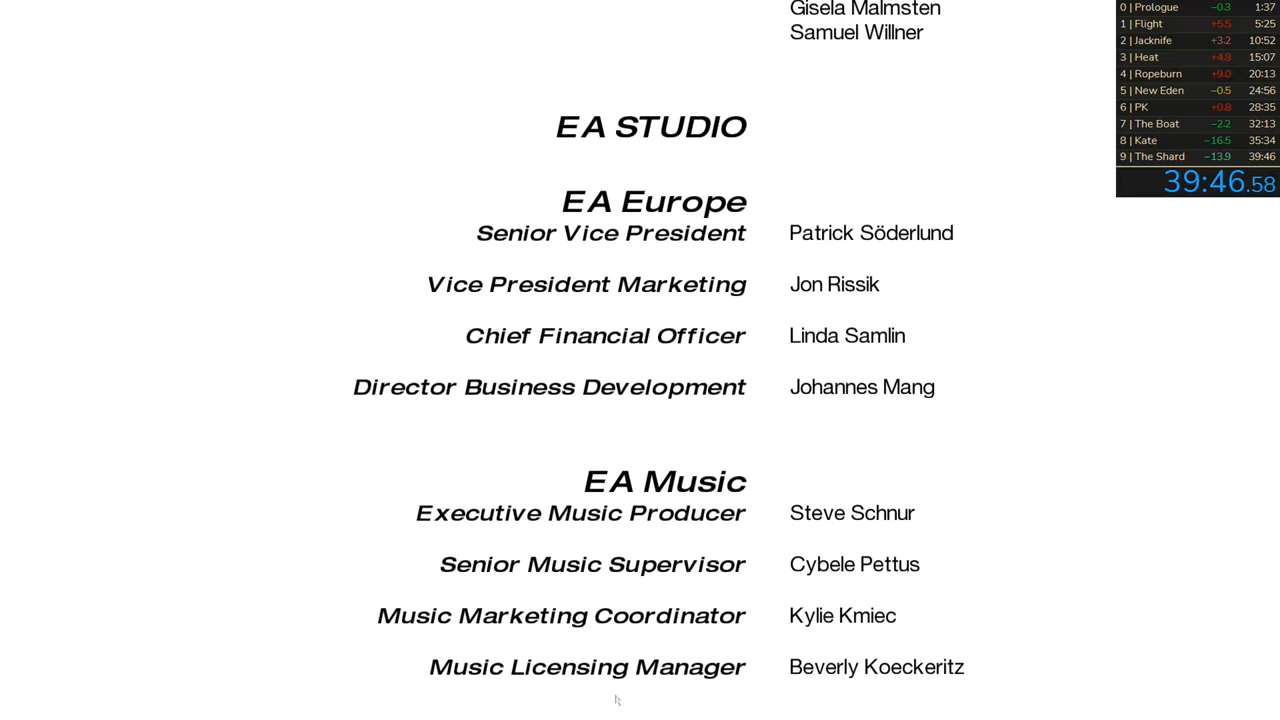 Gisela Malmsten
Samuel Willner
EA STUDIO
EA Europe
Senior Vice President Patrick Söderlund
Vice President Marketing Jon Rissik
Chief Financial Officer Linda Samlin
Director Business Development Johannes Mang
EA Music
Executive Music Producer Steve Schnur
Senior Music Supervisor Cybele Pettus
Music Marketing Coordinator Kylie Kmiec
Music Licensing Manager Beverly Koeckeritz
0 | Prologue −0.3 1:37
1 | Flight +5.5 5:25
2 | Jacknife +3.2 10:52
3 | Heat +4.9 15:07
4 | Ropeburn +9.0 20:13
5 | New Eden −0.5 24:56
6 | PK +0.8 28:35
7 | The Boat −2.2 32:13
8 | Kate −16.5 35:34
9 | The Shard −13.9 39:46
39:46.58